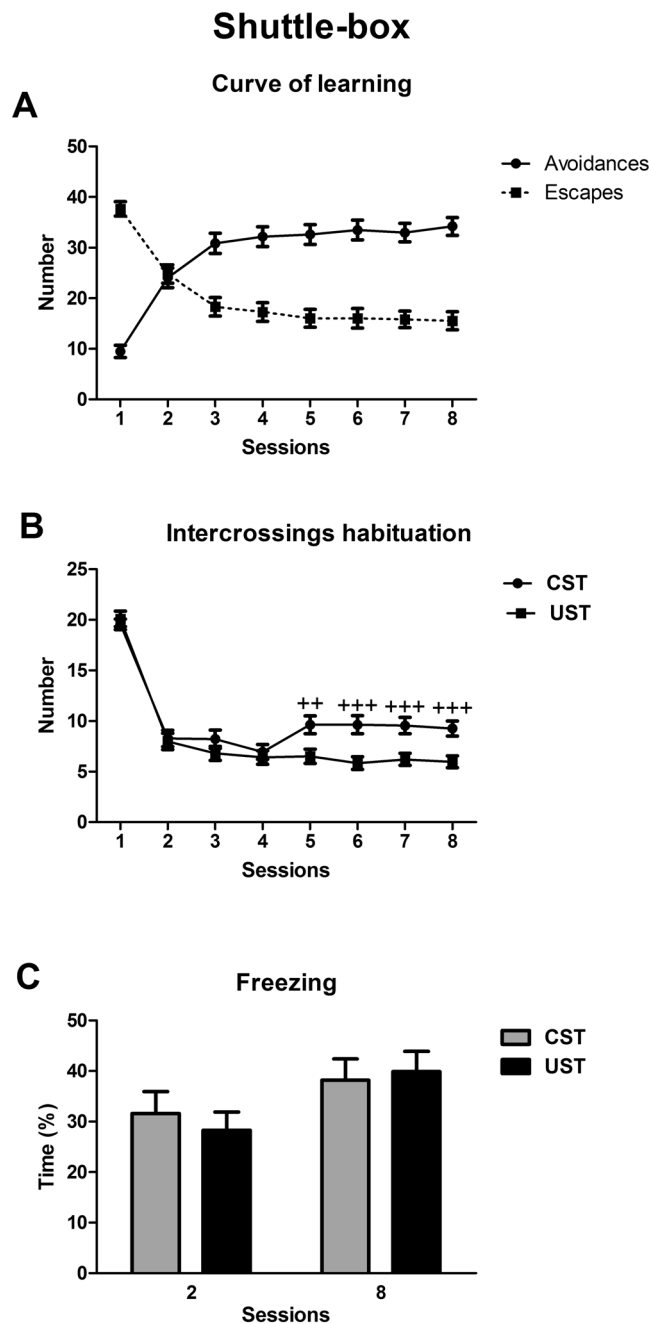 Shuttle-box
Curve of learning
A
50
40
30
20
10
0
Number
1 2 3 4 5 6 7 8
Sessions
Avoidances
Escapes
B
Intercrossings habituation
25
20
15
10
5
0
Number
++ +++ +++ +++
1 2 3 4 5 6 7 8
Sessions
CST
UST
C
Freezing
50
40
30
20
10
0
Time (%)
2 8
Sessions
CST
UST